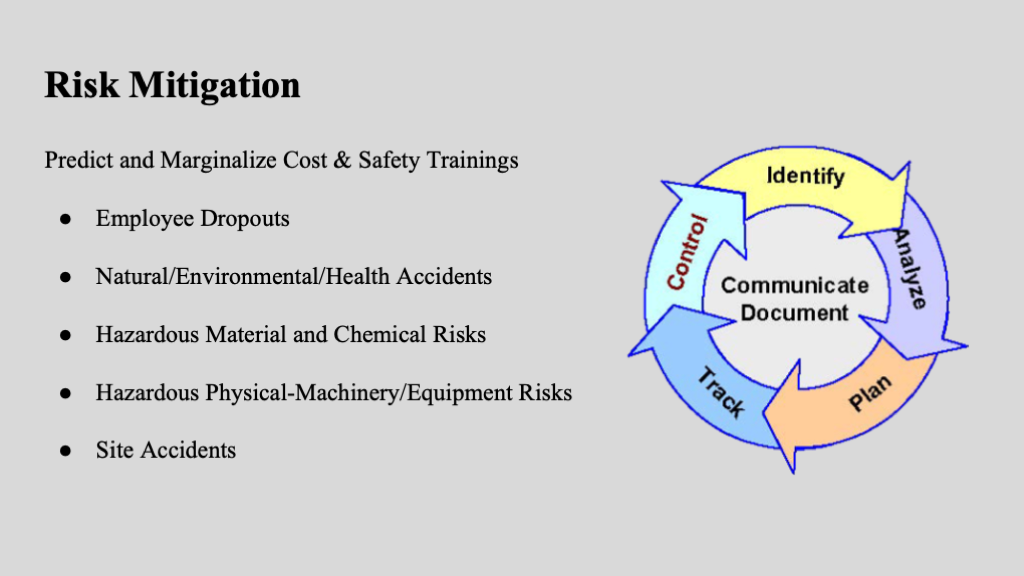 Risk Mitigation
Predict and Marginalize Cost & Safety Trainings
● Employee Dropouts
● Natural/Environmental/Health Accidents
● Hazardous Material and Chemical Risks
● Hazardous Physical-Machinery/Equipment Risks
● Site Accidents
Identify
Analyze
Plan
Track
Control
Communicate
Document